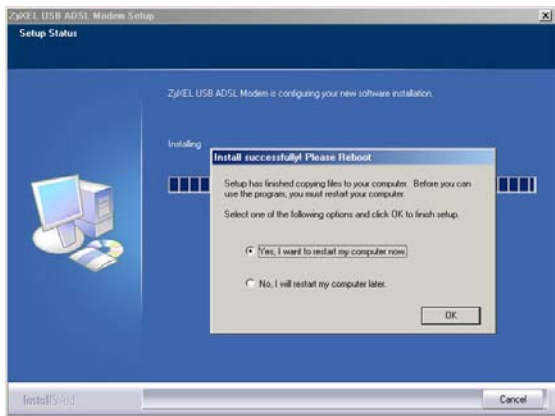 ZyXEL USB ADSL Modem Setup
Setup Status
ZyXEL USB ADSL Modem is configuring your new software installation.
Installing
Install successfully! Please Reboot
Setup has finished copying files to your computer. Before you can
use the program, you must restart your computer.
Select one of the following options and click OK to finish setup.
Yes, I want to restart my computer now.
No, I will restart my computer later.
OK
InstallShield
Cancel